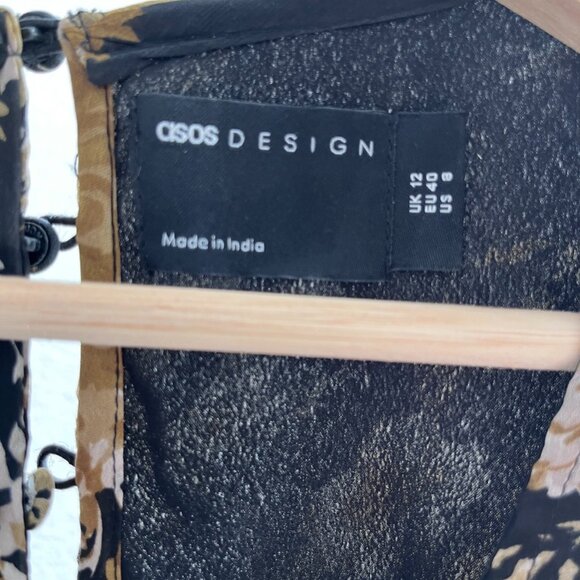 asos DESIGN
Made in India
UK 12
EU 40
US 8